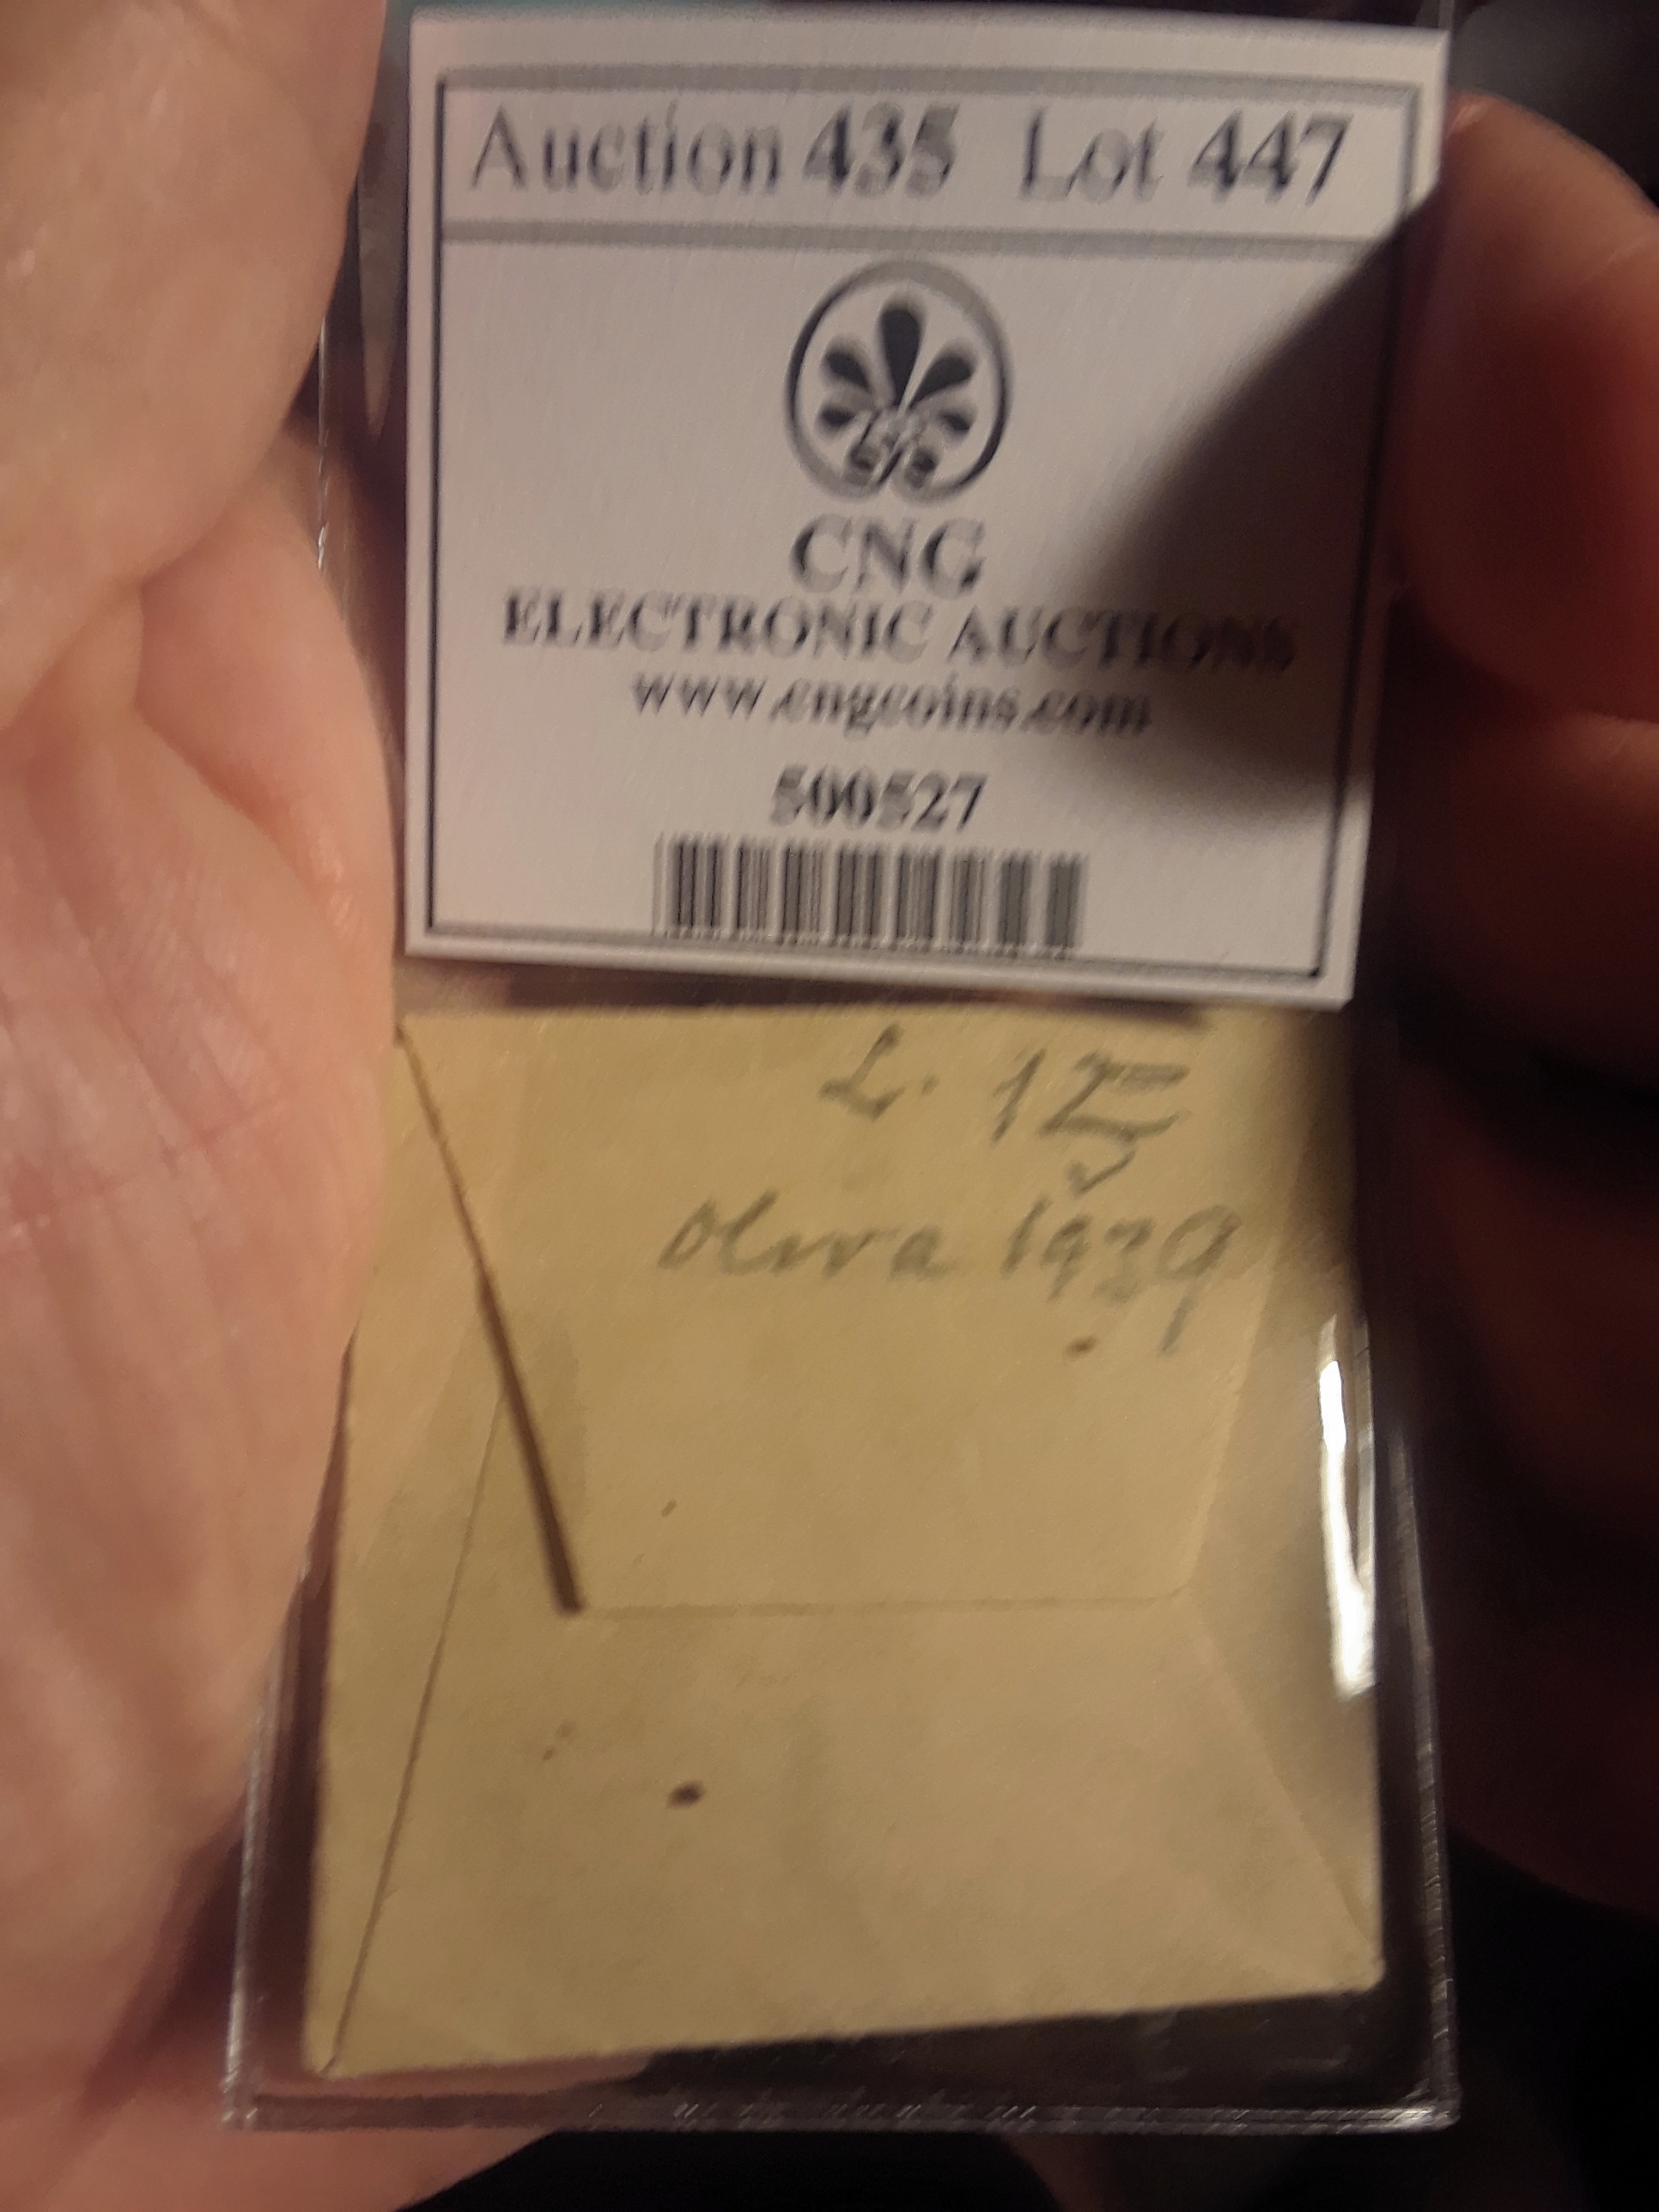 Auction 435 Lot 447
CNG
ELECTRONIC AUCTIONS
www.cngcoins.com
500527
L.
Oliva 1939